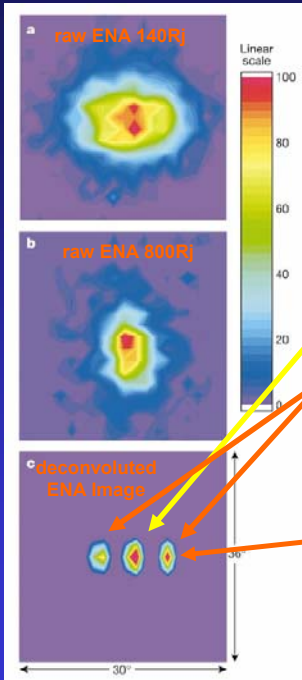 a raw ENA 140Rj
Linear
scale
100
80
60
40
20
0
b
raw ENA 800Rj
c deconvoluted
ENA Image
36°
30°